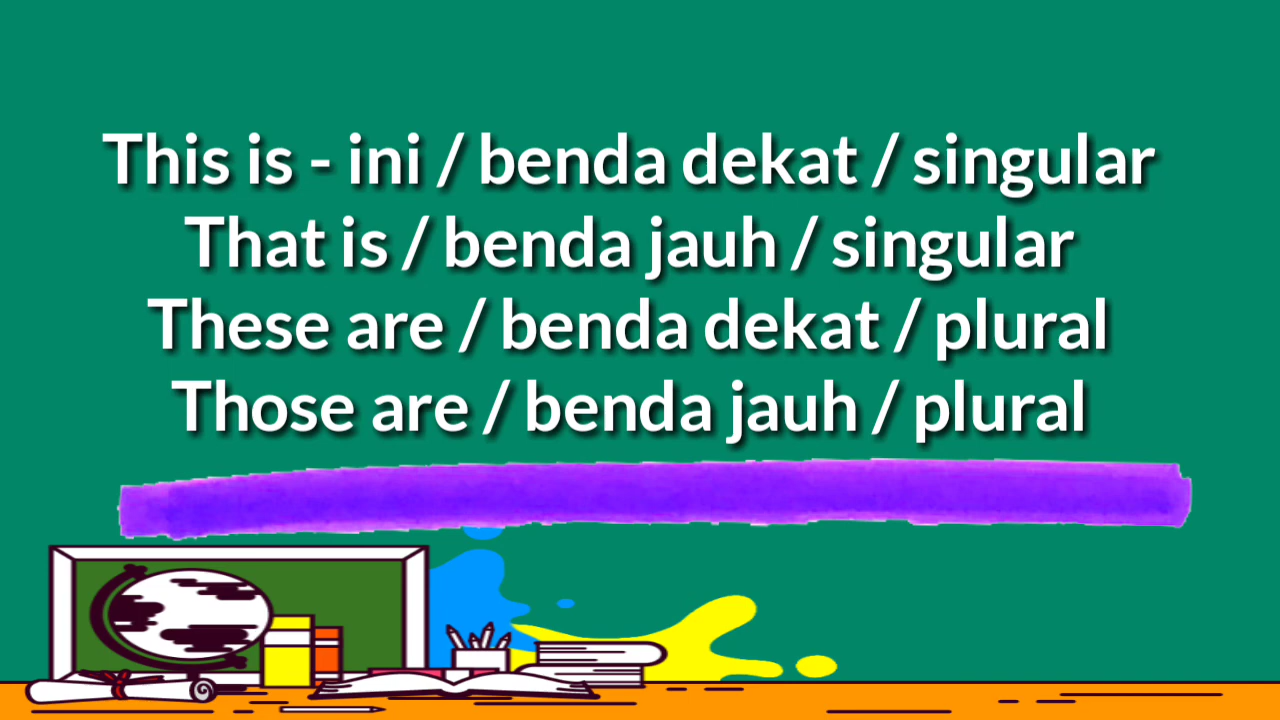 This is - ini / benda dekat / singular
That is / benda jauh / singular
These are / benda dekat / plural
Those are / benda jauh / plural